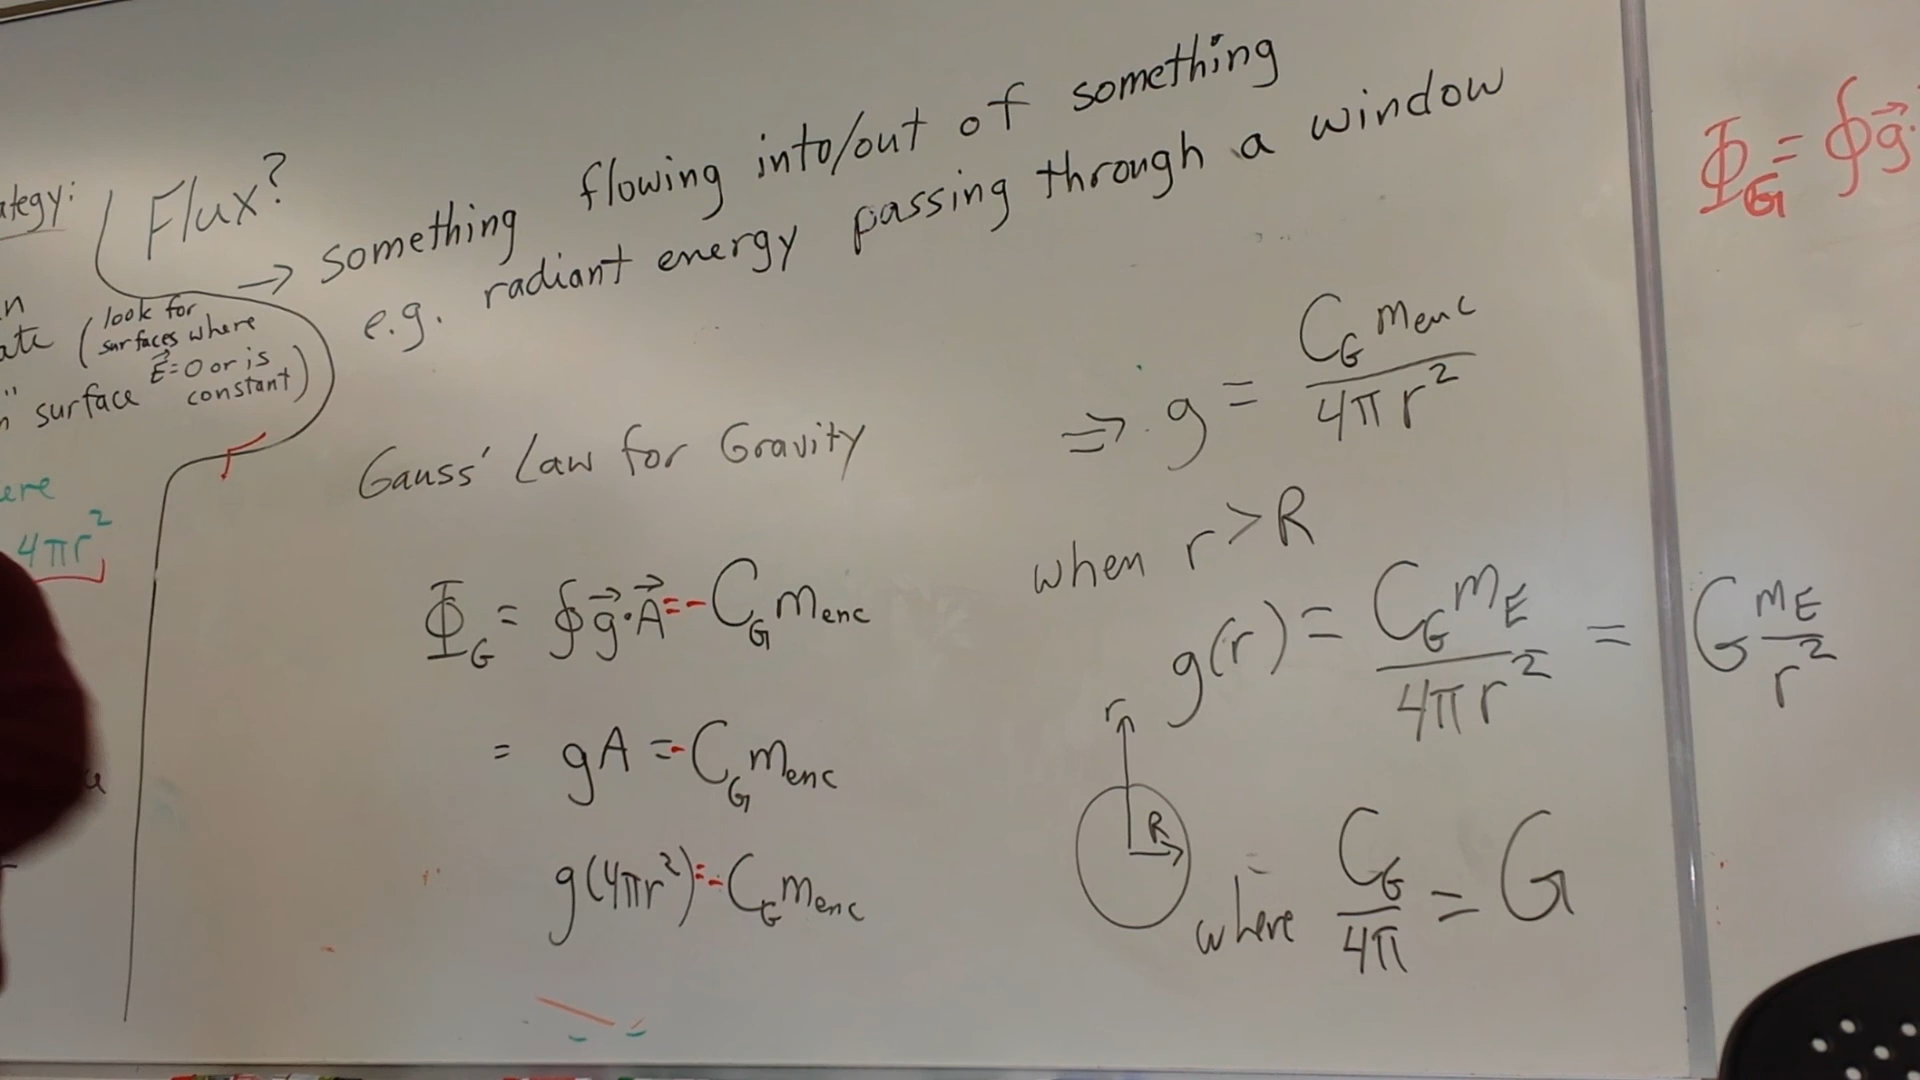 Flux?
→ something flowing into/out of something
e.g. radiant energy passing through a window
(look for
surfaces where
E⃗=0 or is
surface constant)
4πr²
Gauss' Law for Gravity
Φ_G = ∮g⃗·A⃗ = -C_G m_enc
= gA = -C_G m_enc
g(4πr²) = -C_G m_enc
⇒ g = C_G m_enc / 4πr²
when r > R
g(r) = C_G m_E / 4πr² = G m_E / r²
r
R
where C_G / 4π = G
Φ_G = ∮g⃗·